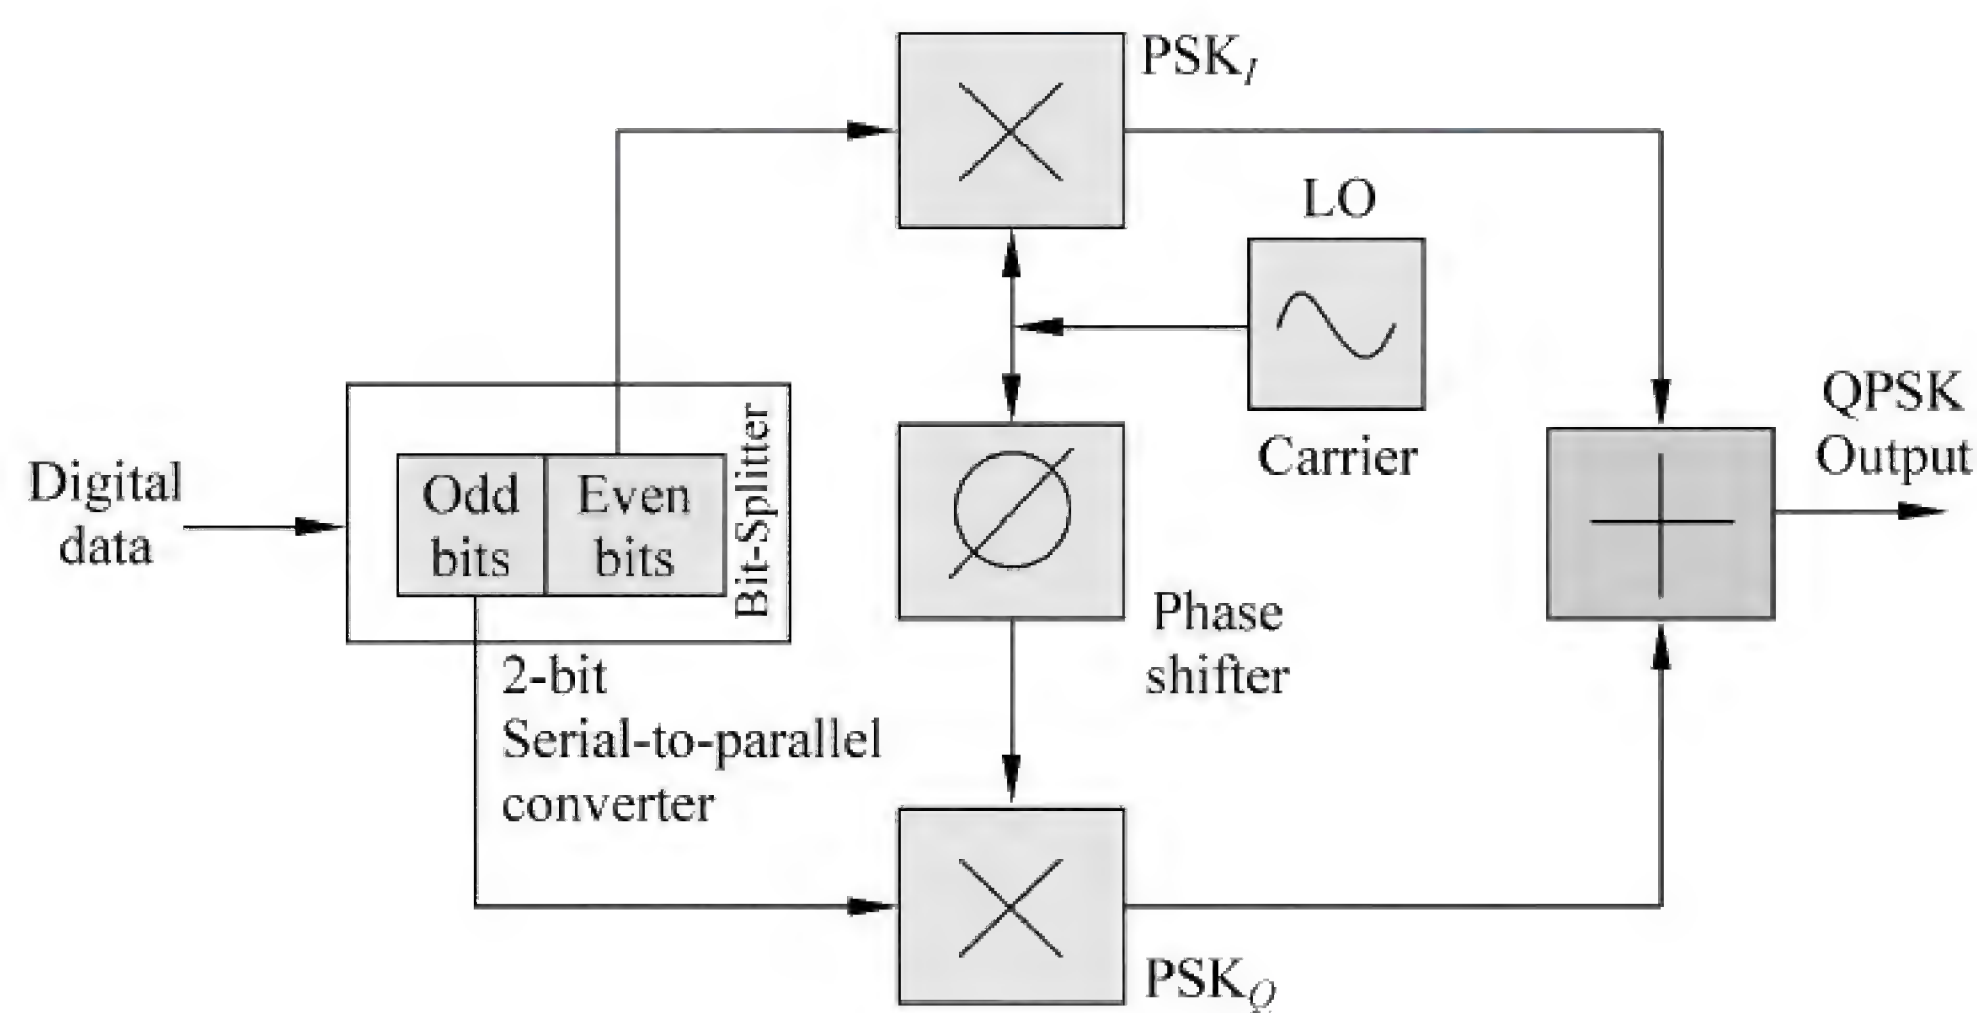 PSK_I
LO
Carrier
QPSK
Output
Digital
data
Odd
bits
Even
bits
Bit-Splitter
2-bit
Serial-to-parallel
converter
Phase
shifter
PSK_Q